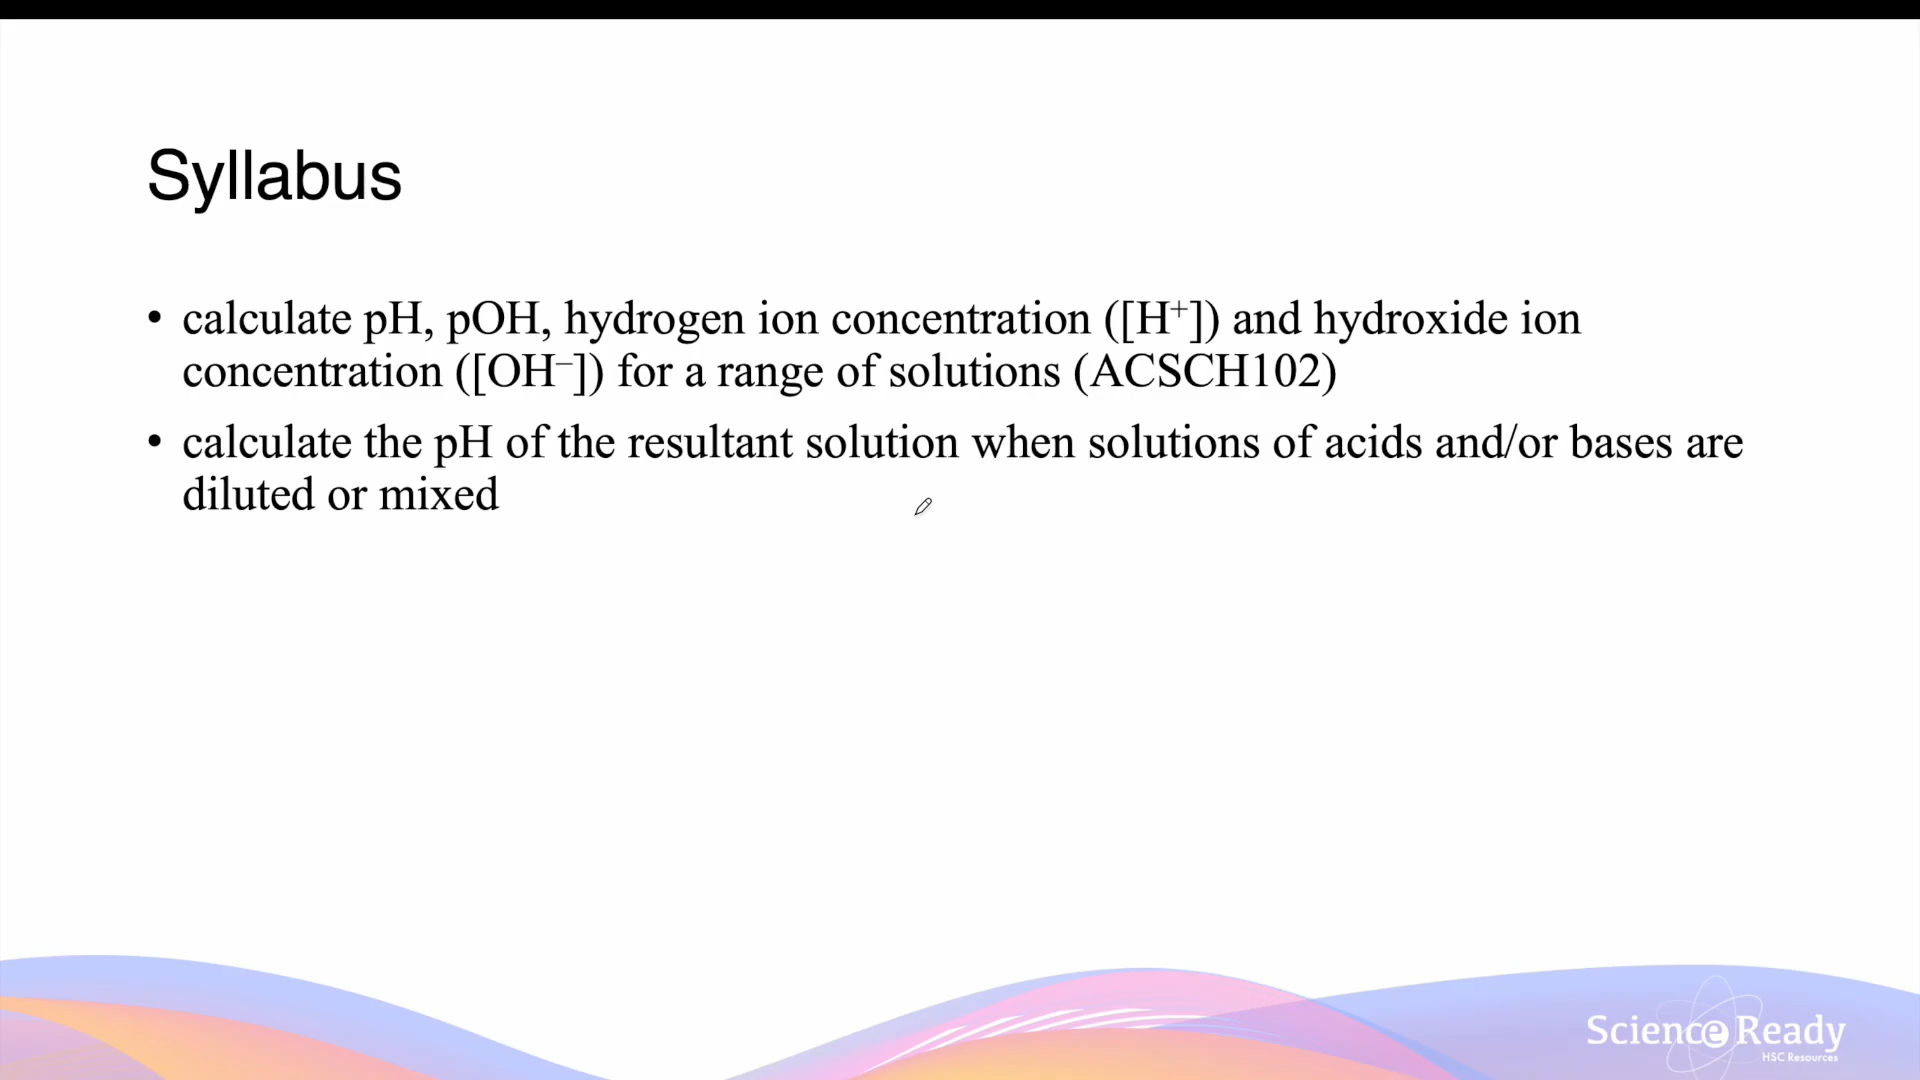 Syllabus
• calculate pH, pOH, hydrogen ion concentration ([H⁺]) and hydroxide ion
concentration ([OH⁻]) for a range of solutions (ACSCH102)
• calculate the pH of the resultant solution when solutions of acids and/or bases are
diluted or mixed
Science Ready
HSC Resources